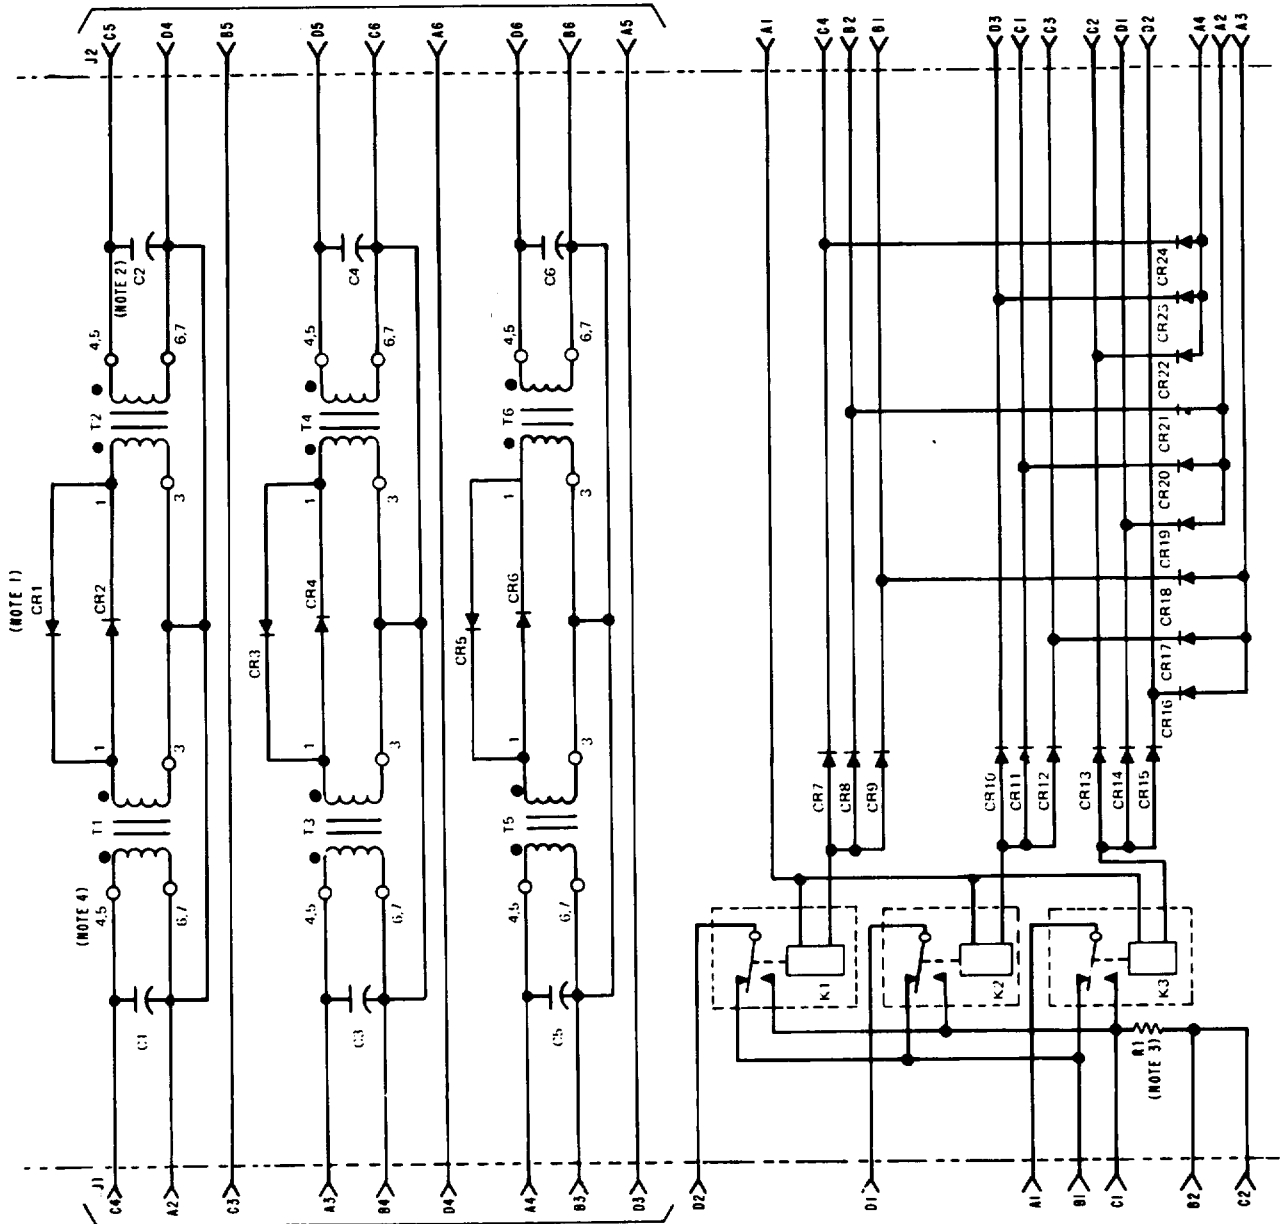 J2
C5
D4
B5
D5
C6
A6
D6
B6
A5
A1
C4
B2
B1
D3
C1
C3
C2
D1
D2
A4
A2
A3
(NOTE 1)
CR1
CR2
T1
T2
1
1
3
3
4,5
6,7
C2
(NOTE 2)
(NOTE 4)
4,5
6,7
CR3
CR4
T3
T4
1
1
3
3
4,5
6,7
C4
4,5
6,7
C3
CR5
CR6
T5
T6
1
1
3
3
4,5
6,7
C6
4,5
6,7
C5
CR7
CR8
CR9
CR10
CR11
CR12
CR13
CR14
CR15
CR16
CR17
CR18
CR19
CR20
CR21
CR22
CR23
CR24
K1
K2
K3
R1
(NOTE 3)
J1
C4
A2
C3
A3
B4
D4
A4
B3
D3
D2
D1
A1
B1
C1
B2
C2